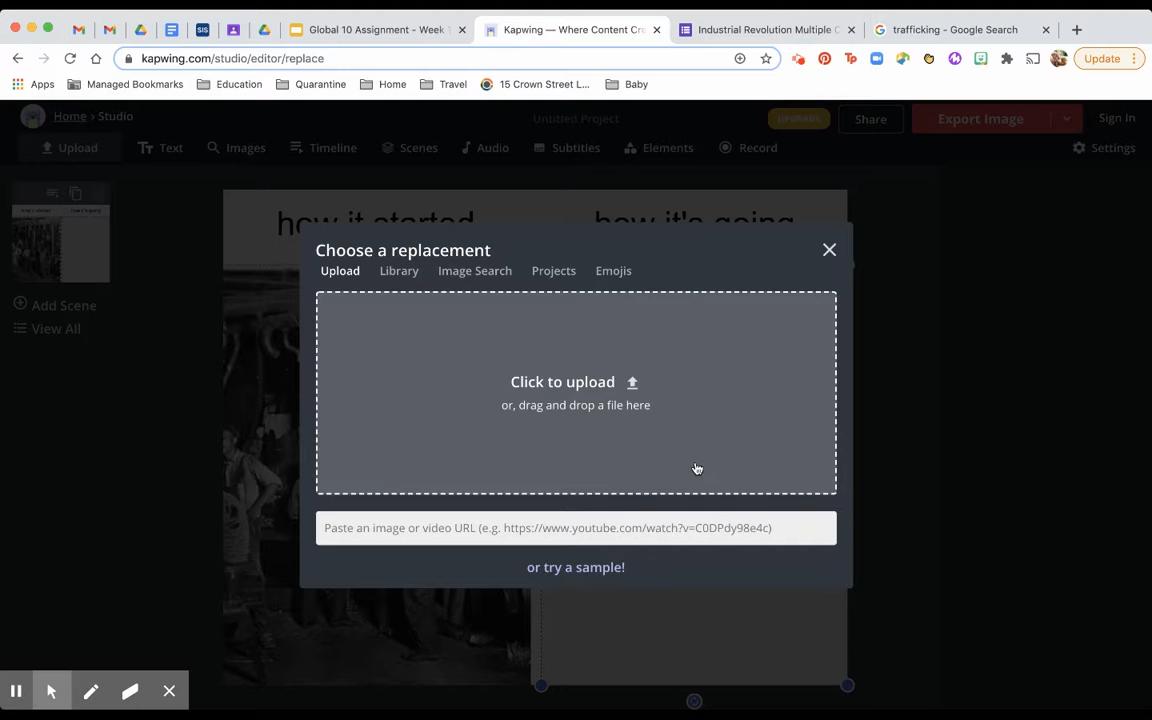 Global 10 Assignment - Week
Kapwing — Where Content Cre
Industrial Revolution Multiple C
trafficking - Google Search
kapwing.com/studio/editor/replace
Update
Apps
Managed Bookmarks
Education
Quarantine
Home
Travel
15 Crown Street L...
Baby
Home › Studio
Untitled Project
UPGRADE
Share
Export Image
Sign In
Upload
Text
Images
Timeline
Scenes
Audio
Subtitles
Elements
Record
Settings
how it started
how it's going
Add Scene
View All
Choose a replacement
Upload
Library
Image Search
Projects
Emojis
Click to upload
or, drag and drop a file here
Paste an image or video URL (e.g. https://www.youtube.com/watch?v=C0DPdy98e4c)
or try a sample!